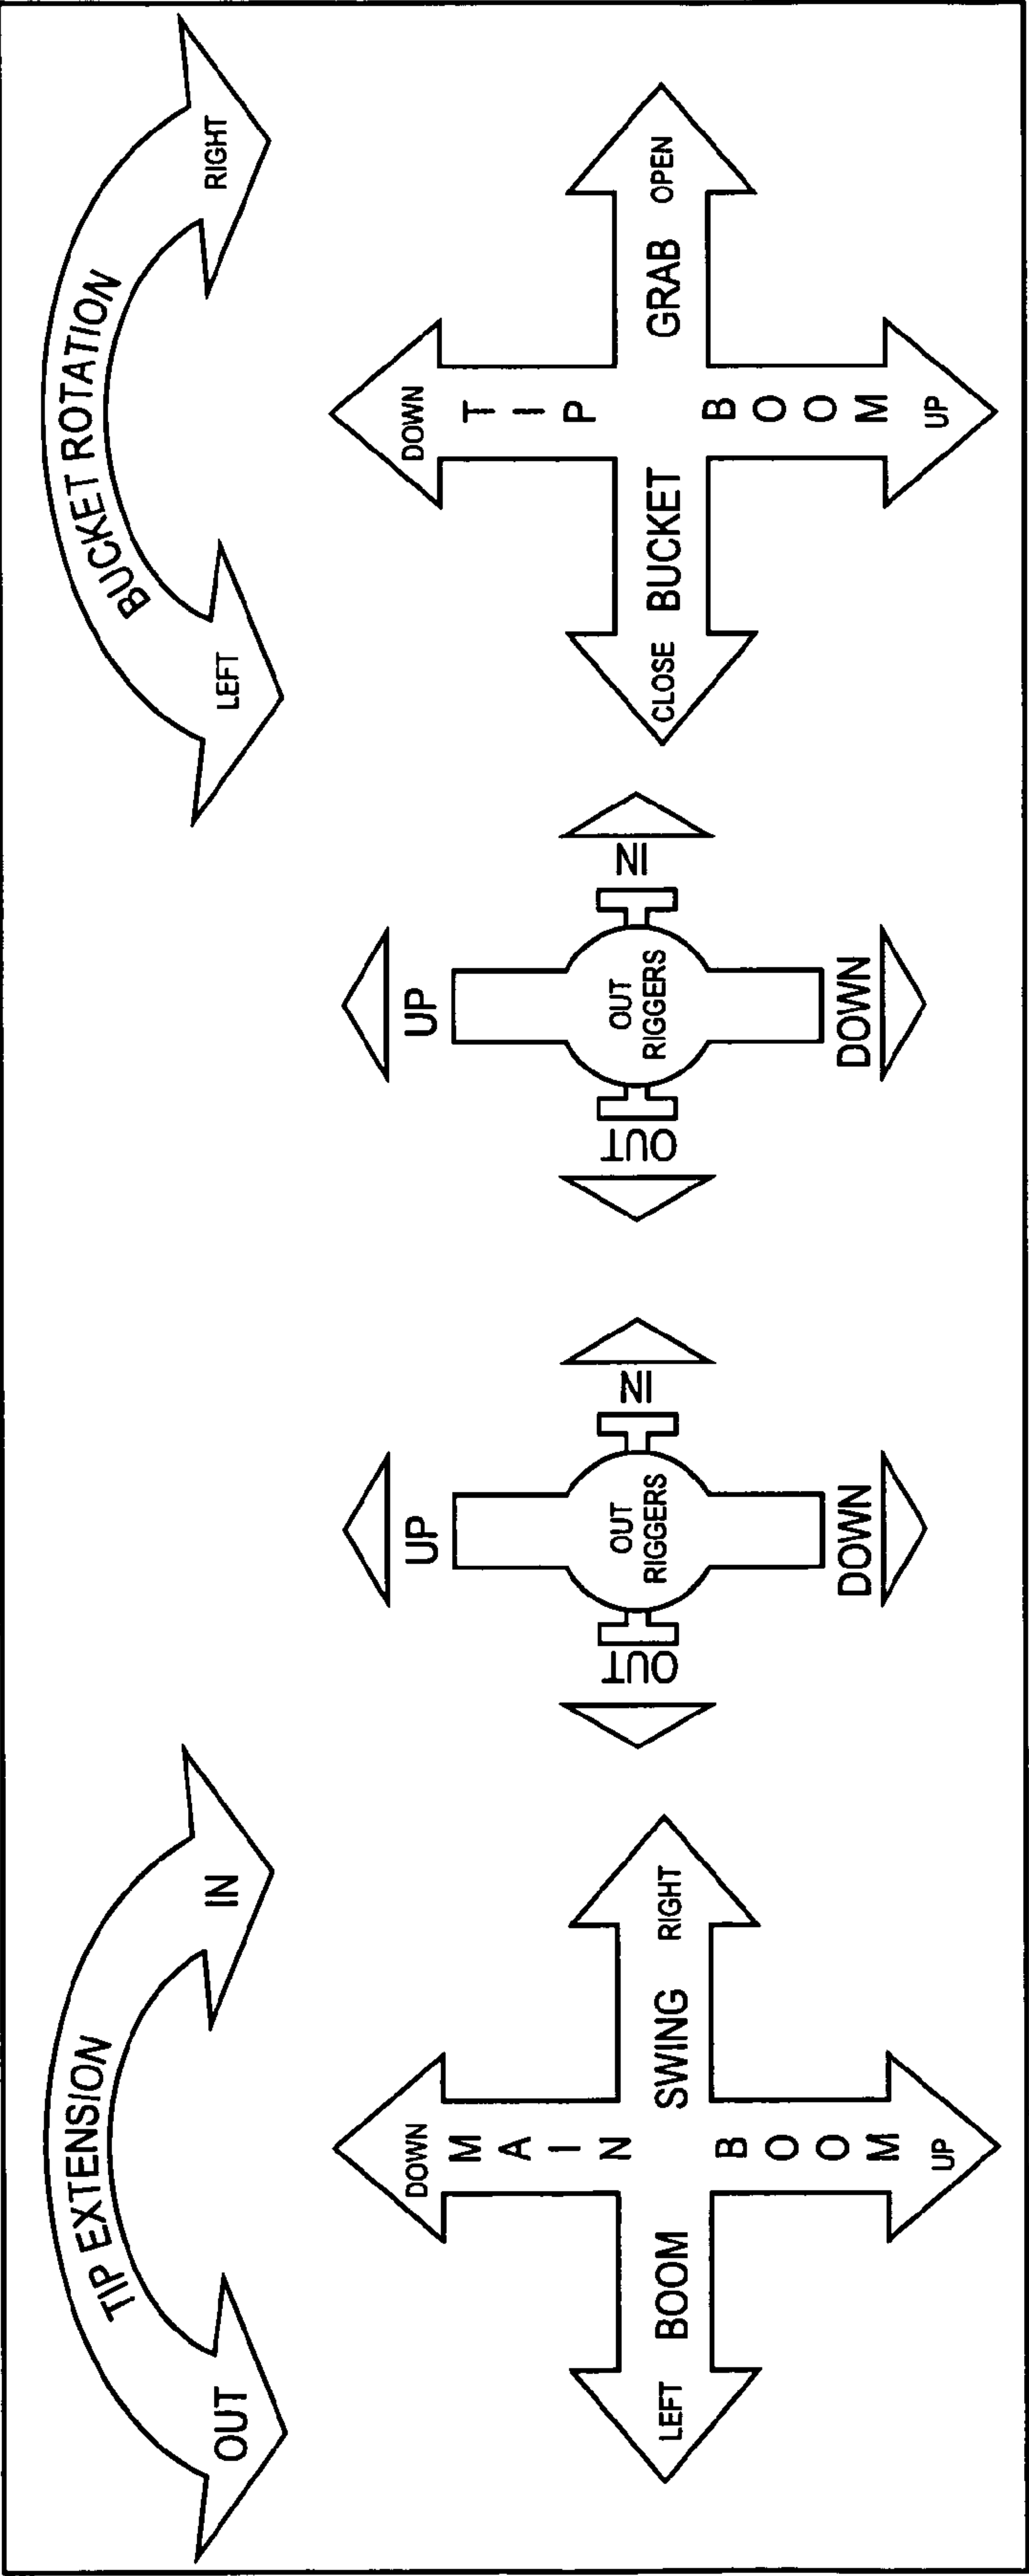 TIP EXTENSION
OUT
IN
DOWN
MAIN
LEFT BOOM SWING RIGHT
BOOM
UP
UP
OUT
OUT
RIGGERS
IN
DOWN
UP
OUT
OUT
RIGGERS
IN
DOWN
BUCKET ROTATION
LEFT
RIGHT
DOWN
TIP
CLOSE BUCKET GRAB OPEN
BOOM
UP